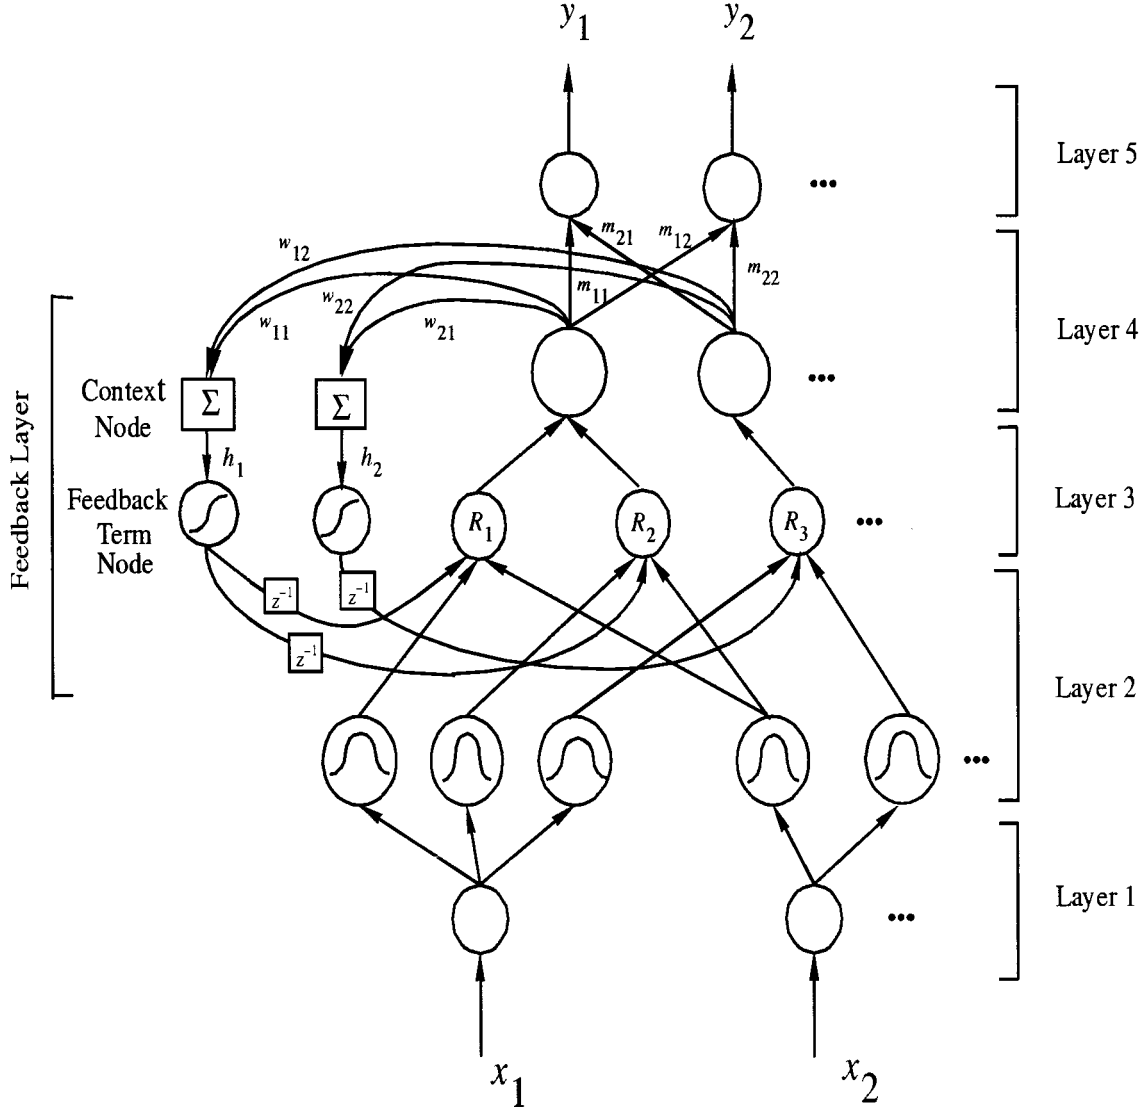 y1 y2
Layer 5
m21 m12
w12
m22
m11
w22
Layer 4
w11 w21
Context
Node
Σ Σ
h1 h2
Feedback Layer
Feedback
Term
Node
R1 R2 R3
Layer 3
z−1 z−1
z−1
Layer 2
Layer 1
x1 x2